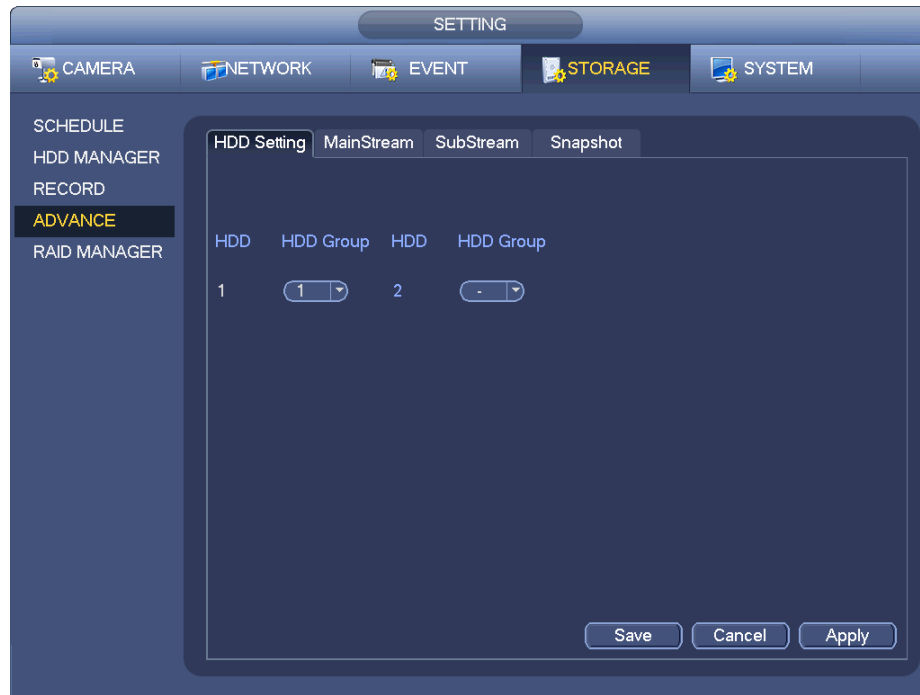 SETTING
CAMERA NETWORK EVENT STORAGE SYSTEM
SCHEDULE
HDD MANAGER
RECORD
ADVANCE
RAID MANAGER
HDD Setting MainStream SubStream Snapshot
HDD HDD Group HDD HDD Group
1 1 2 -
Save Cancel Apply